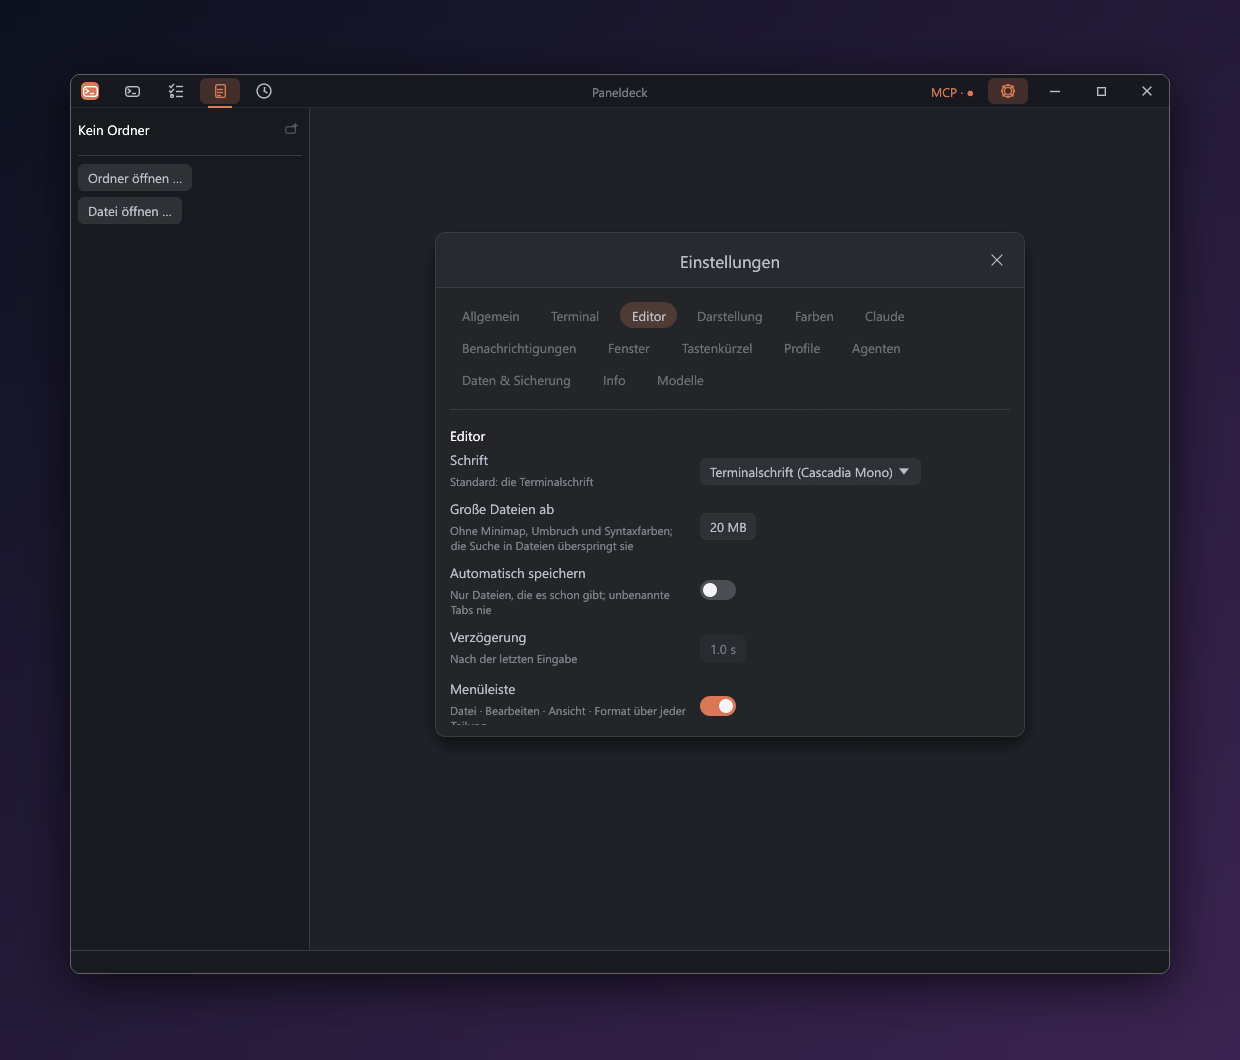 Paneldeck
MCP · ●
Kein Ordner
Ordner öffnen ...
Datei öffnen ...
Einstellungen
Allgemein Terminal Editor Darstellung Farben Claude
Benachrichtigungen Fenster Tastenkürzel Profile Agenten
Daten & Sicherung Info Modelle
Editor
Schrift
Standard: die Terminalschrift
Terminalschrift (Cascadia Mono)
Große Dateien ab
Ohne Minimap, Umbruch und Syntaxfarben;
die Suche in Dateien überspringt sie
20 MB
Automatisch speichern
Nur Dateien, die es schon gibt; unbenannte
Tabs nie
Verzögerung
Nach der letzten Eingabe
1.0 s
Menüleiste
Datei · Bearbeiten · Ansicht · Format über jeder